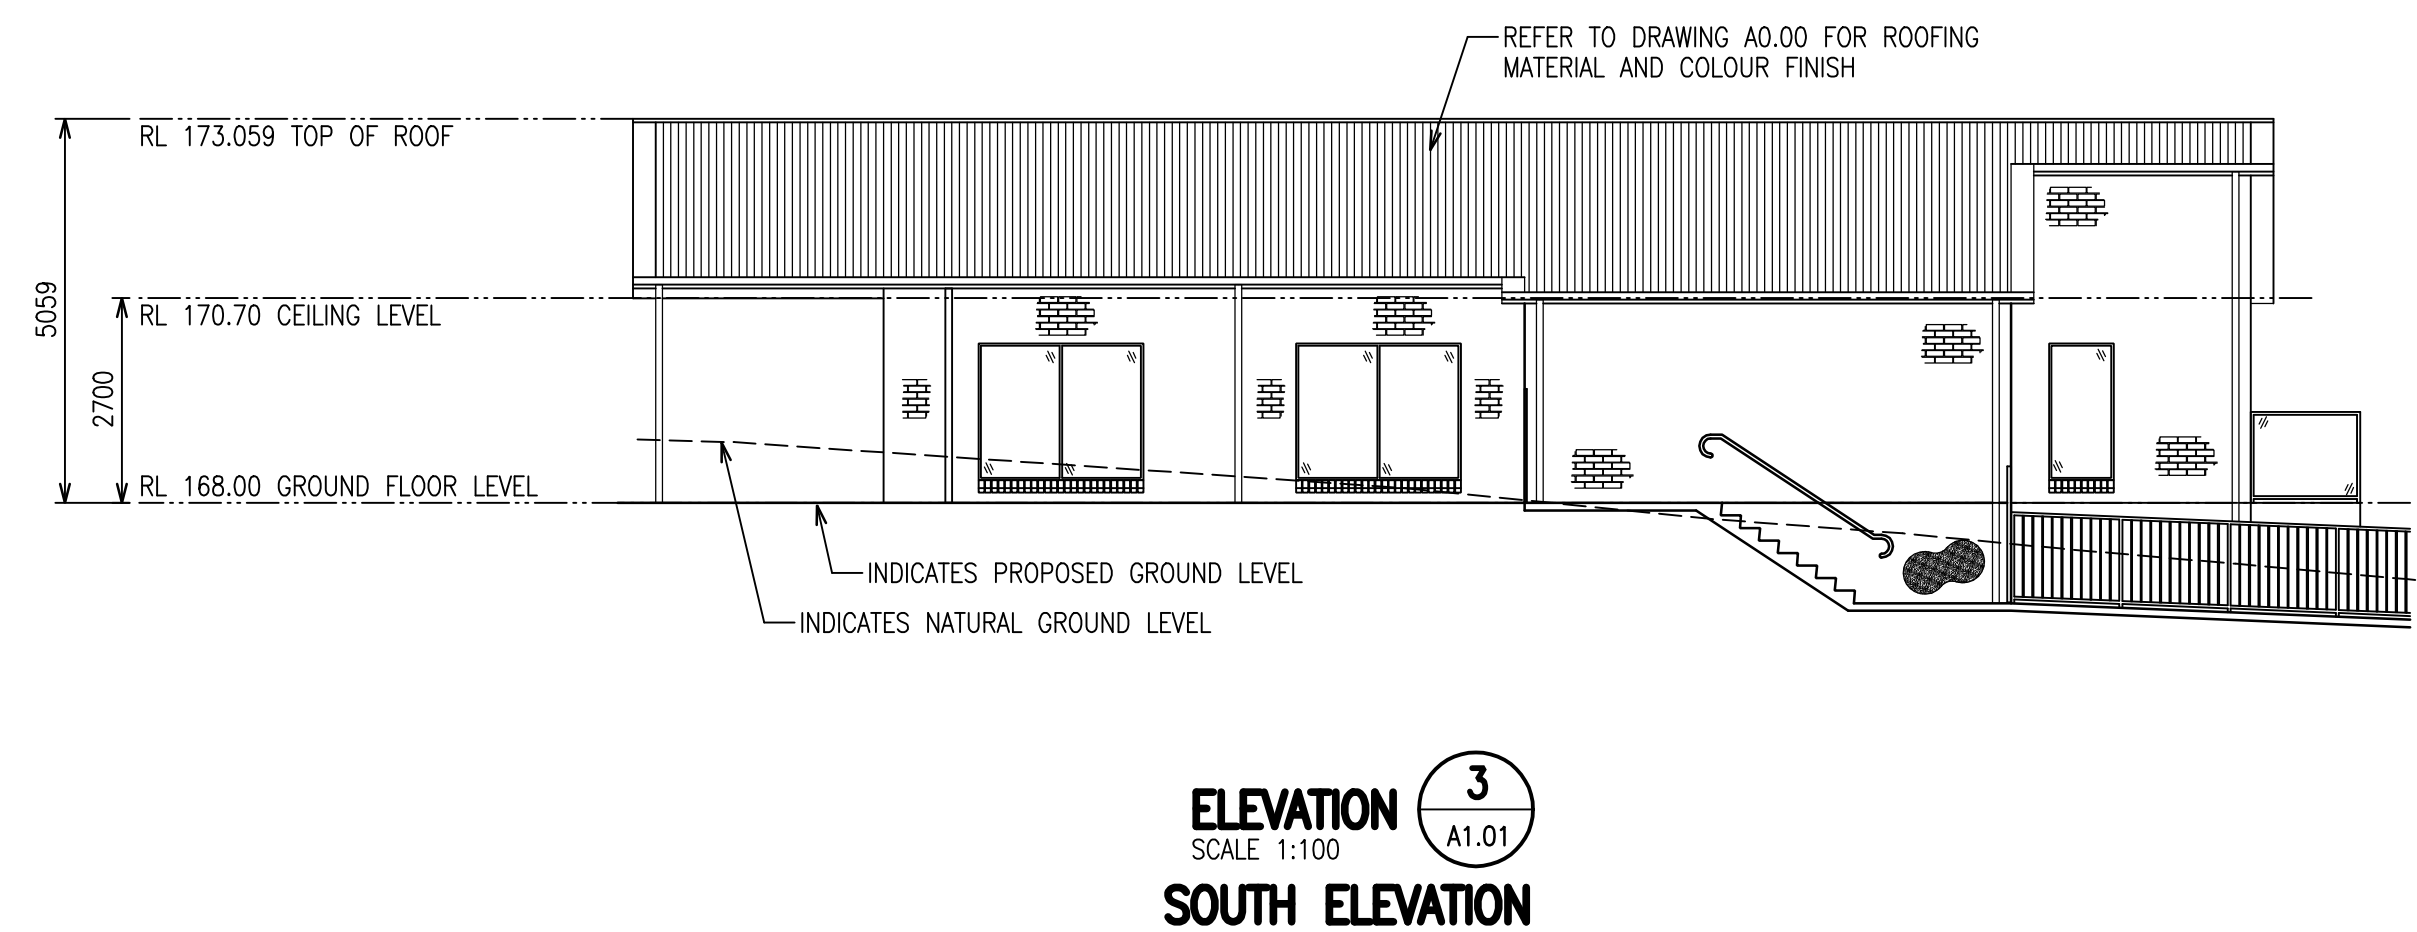 REFER TO DRAWING A0.00 FOR ROOFING
MATERIAL AND COLOUR FINISH
RL 173.059 TOP OF ROOF
5059
RL 170.70 CEILING LEVEL
2700
RL 168.00 GROUND FLOOR LEVEL
INDICATES PROPOSED GROUND LEVEL
INDICATES NATURAL GROUND LEVEL
3
ELEVATION
A1.01
SCALE 1:100
SOUTH ELEVATION